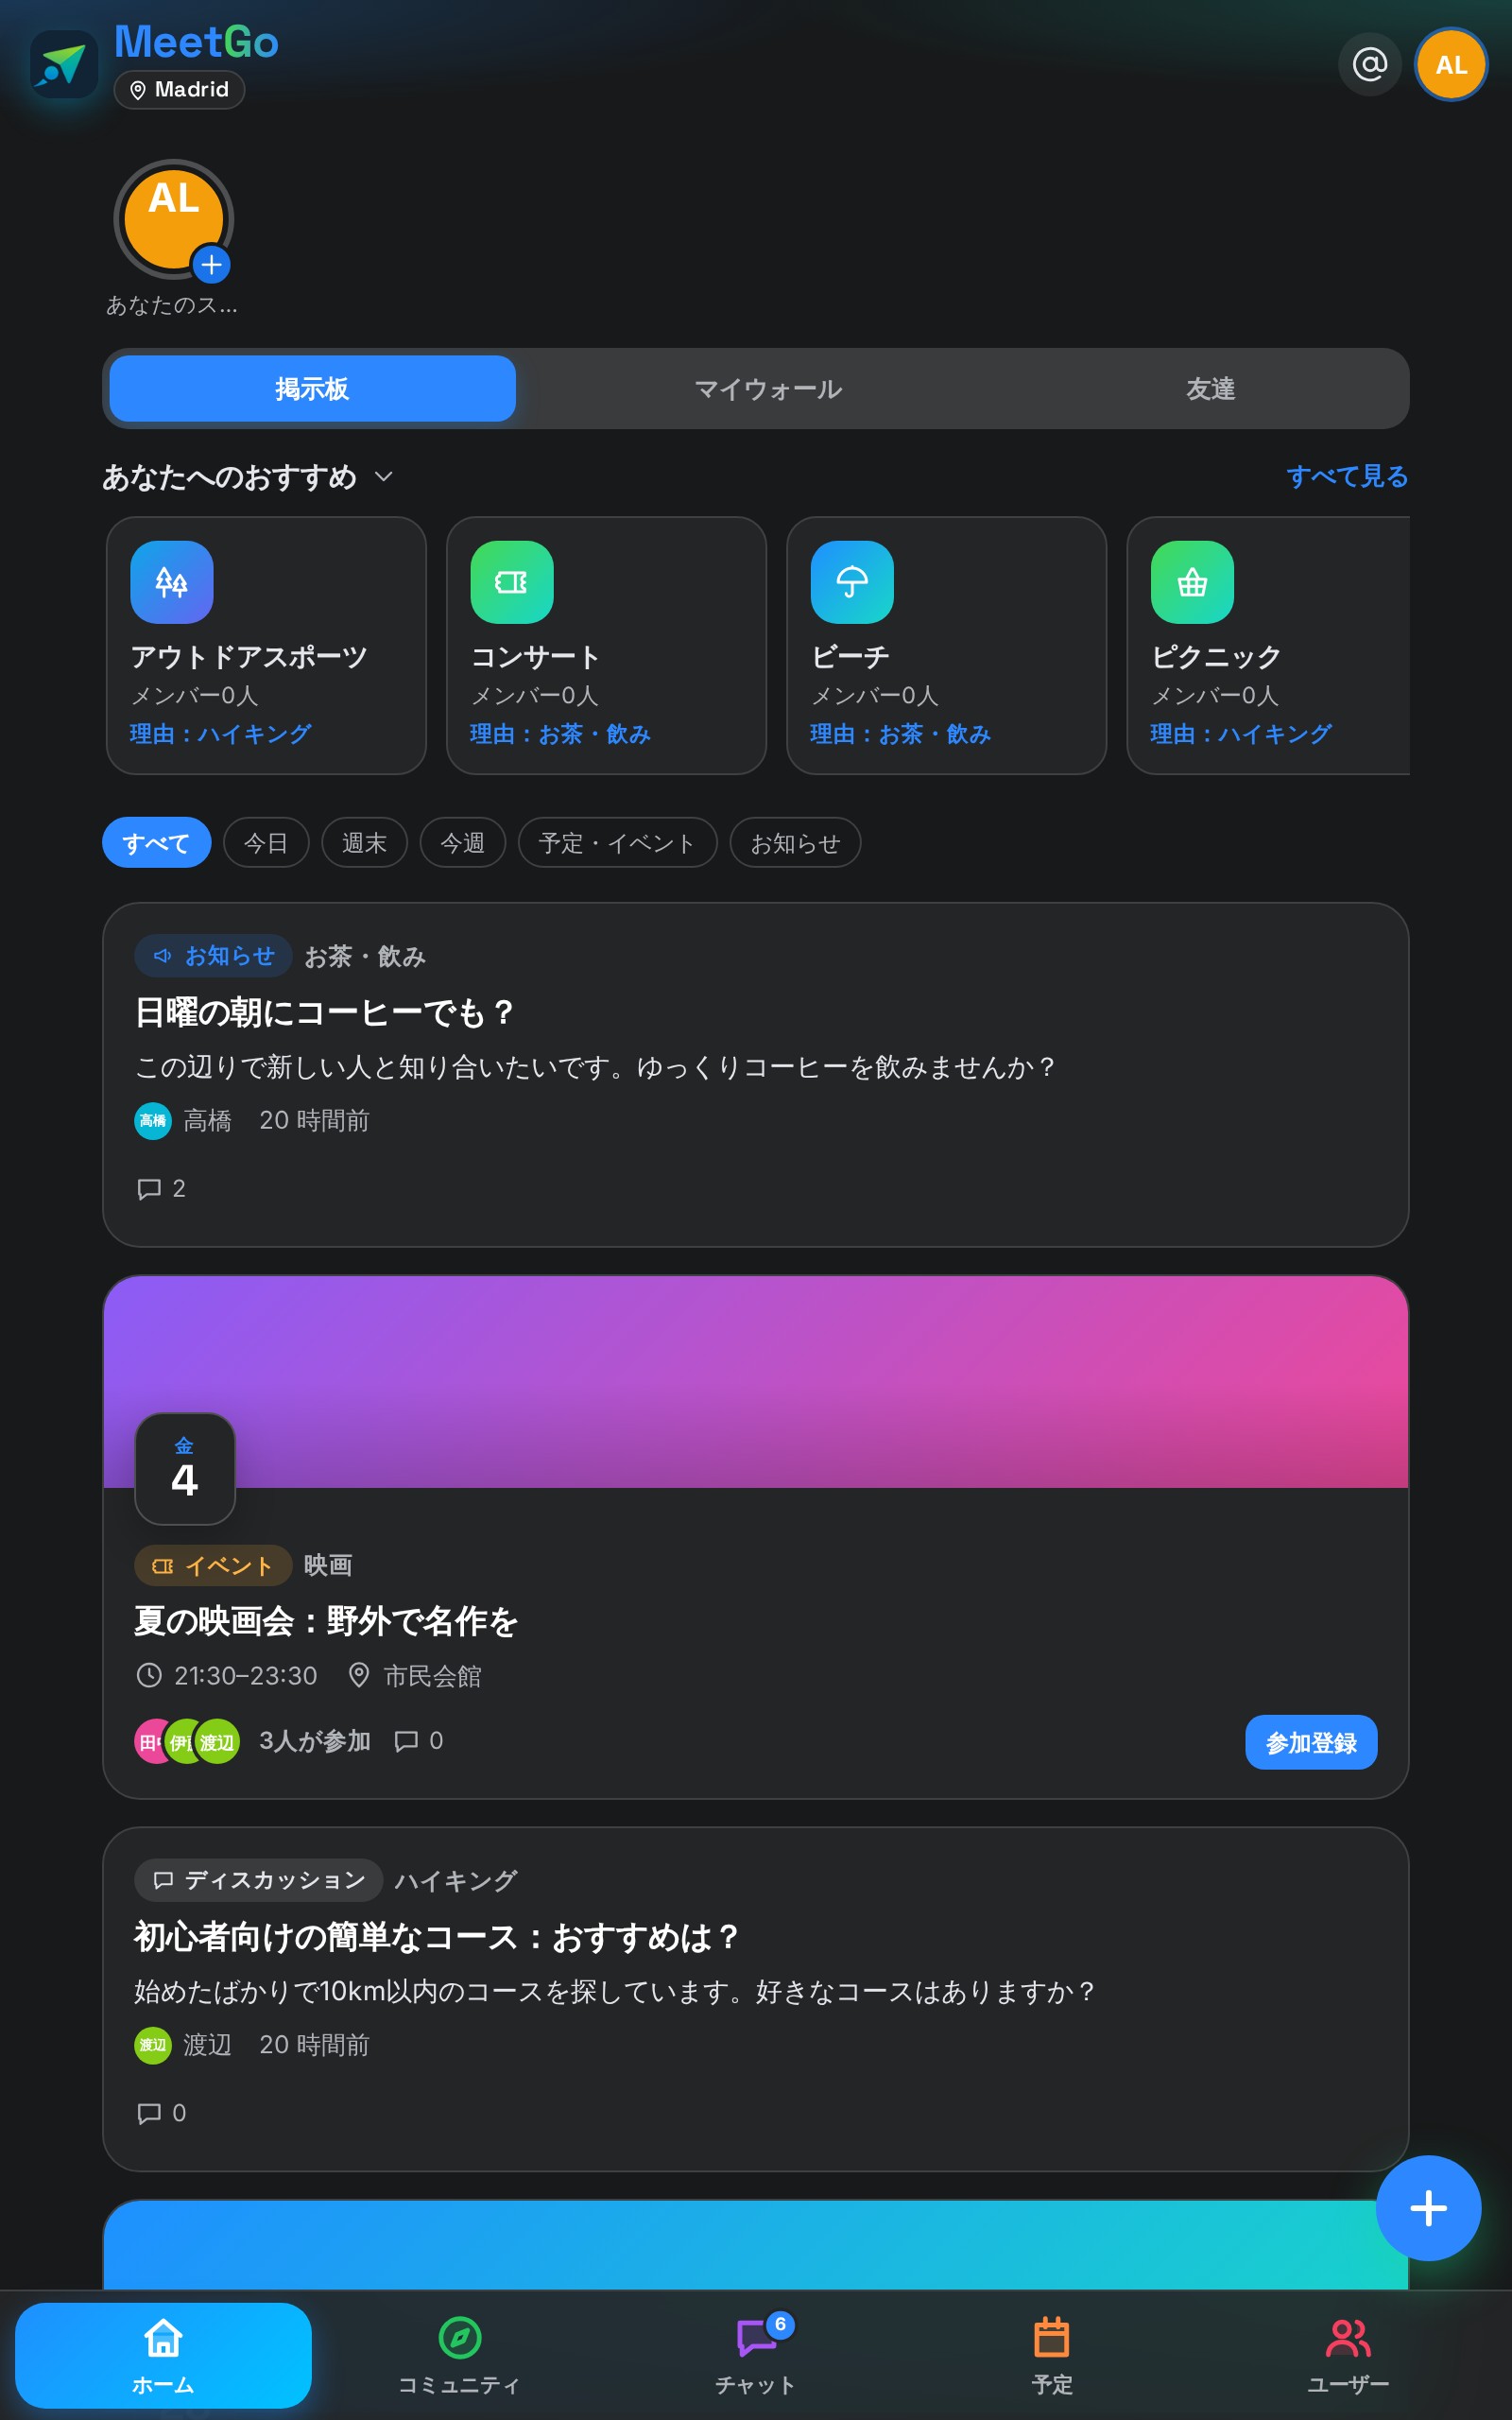 MeetGo
Madrid
AL
AL
あなたのス…
掲示板 マイウォール 友達
あなたへのおすすめ すべて見る
アウトドアスポーツ
メンバー0人
理由：ハイキング
コンサート
メンバー0人
理由：お茶・飲み
ビーチ
メンバー0人
理由：お茶・飲み
ピクニック
メンバー0人
理由：ハイキング
すべて 今日 週末 今週 予定・イベント お知らせ
お知らせ お茶・飲み
日曜の朝にコーヒーでも？
この辺りで新しい人と知り合いたいです。ゆっくりコーヒーを飲みませんか？
高橋 高橋 20 時間前
2
金
4
イベント 映画
夏の映画会：野外で名作を
21:30–23:30 市民会館
渡辺 3人が参加 0 参加登録
ディスカッション ハイキング
初心者向けの簡単なコース：おすすめは？
始めたばかりで10km以内のコースを探しています。好きなコースはありますか？
渡辺 渡辺 20 時間前
0
6
ホーム コミュニティ チャット 予定 ユーザー